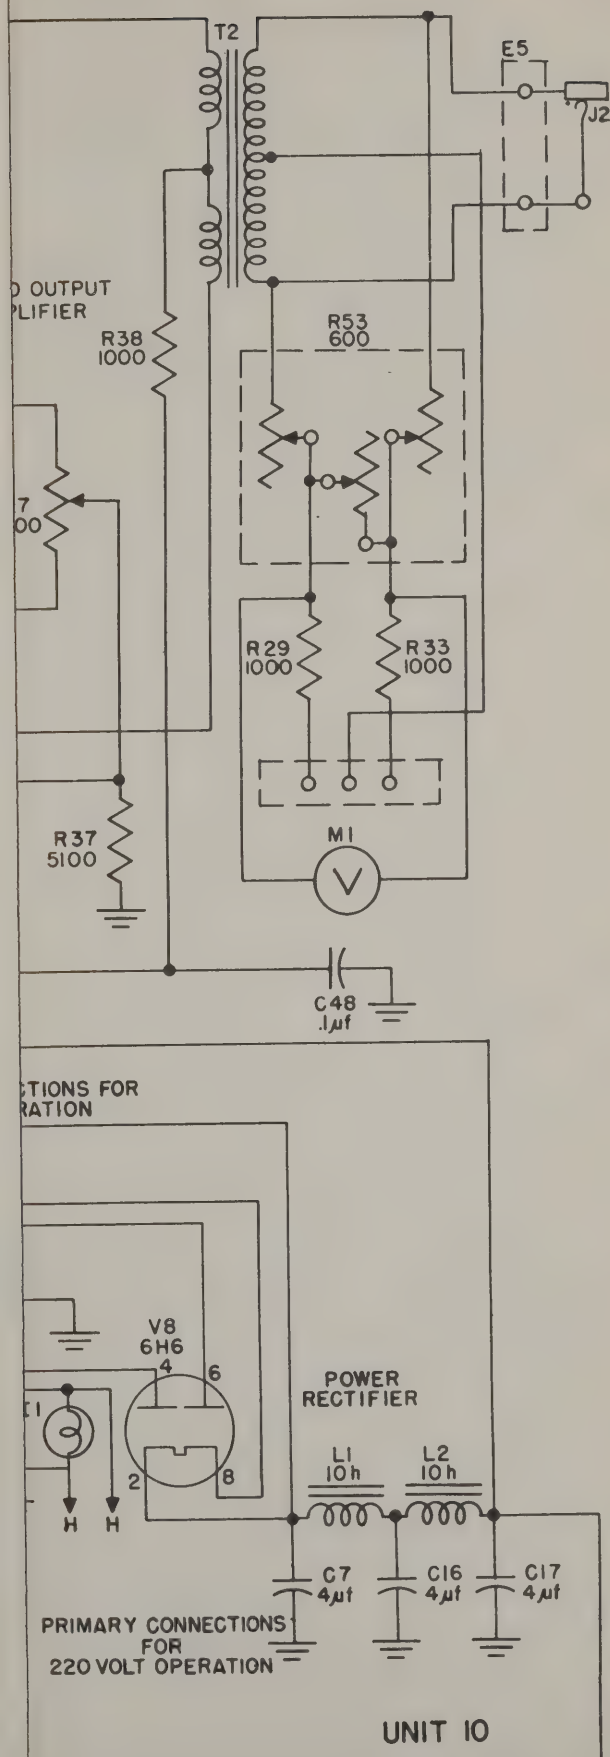 T2
E5
J2
OUTPUT
R53
600
R38
1000
R29
1000
R33
1000
R37
5100
M1
V
C48
.1µf
FOR
V8
6H6
4
6
2
8
H
H
POWER
RECTIFIER
L1
10h
L2
10h
C7
4µf
C16
4µf
C17
4µf
PRIMARY CONNECTIONS
FOR
220 VOLT OPERATION
UNIT 10